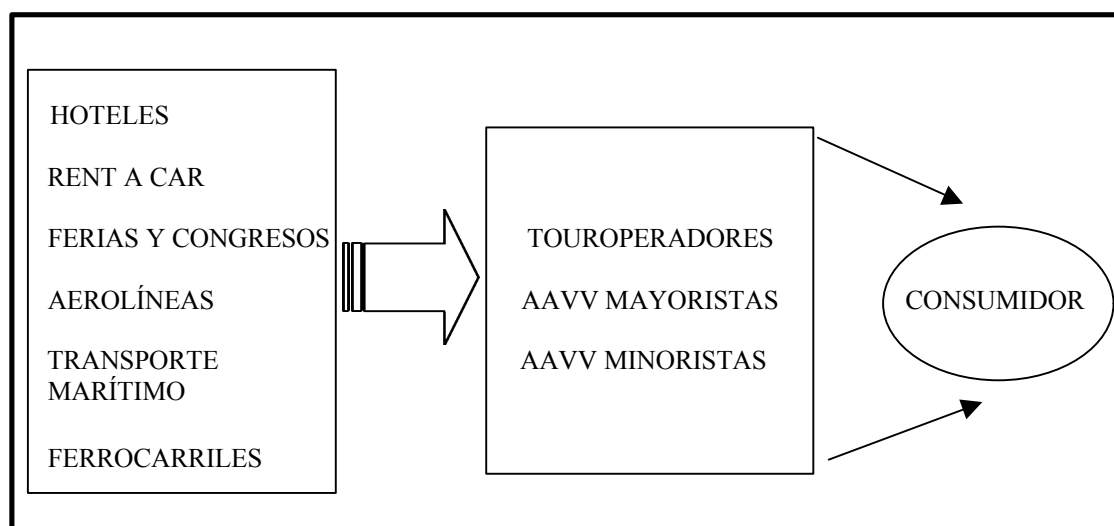 HOTELES
RENT A CAR
FERIAS Y CONGRESOS
AEROLÍNEAS
TRANSPORTE
MARÍTIMO
FERROCARRILES
TOUROPERADORES
AAVV MAYORISTAS
AAVV MINORISTAS
CONSUMIDOR